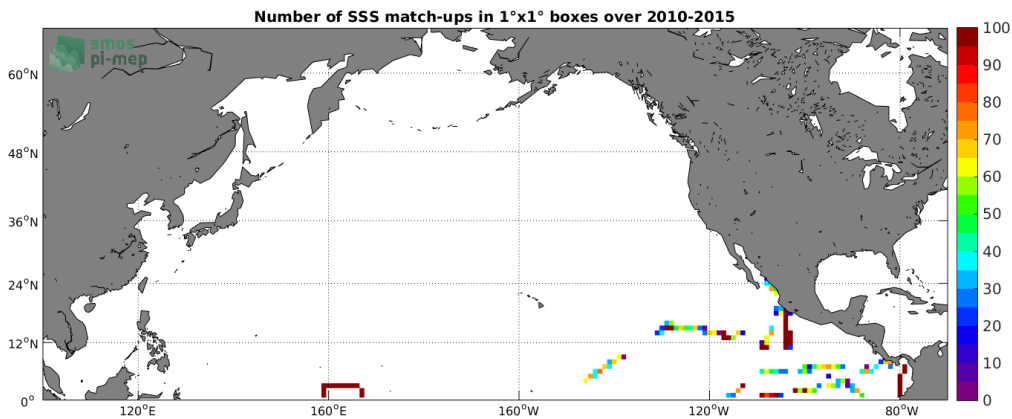 Number of SSS match-ups in 1°x1° boxes over 2010-2015
smos
pi-mep
60°N
48°N
36°N
24°N
12°N
0°
120°E
160°E
160°W
120°W
80°W
100
90
80
70
60
50
40
30
20
10
0